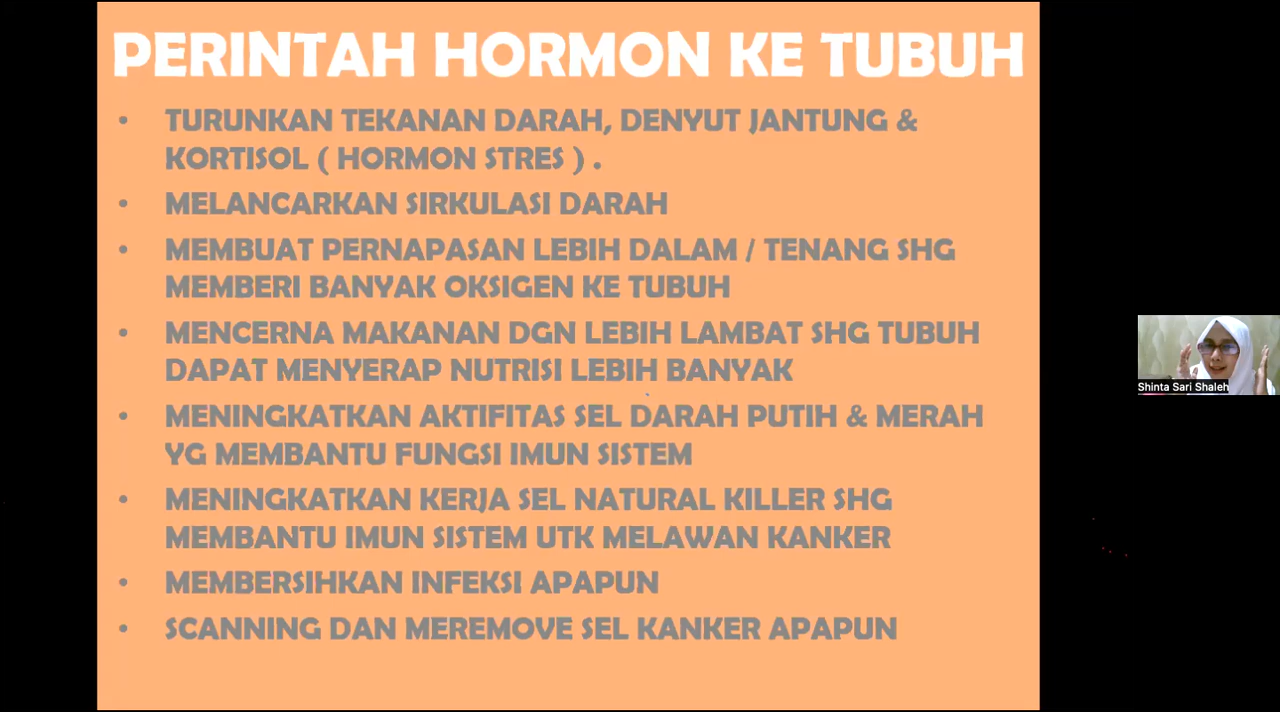 PERINTAH HORMON KE TUBUH
• TURUNKAN TEKANAN DARAH, DENYUT JANTUNG &
KORTISOL ( HORMON STRES ) .
• MELANCARKAN SIRKULASI DARAH
• MEMBUAT PERNAPASAN LEBIH DALAM / TENANG SHG
MEMBERI BANYAK OKSIGEN KE TUBUH
• MENCERNA MAKANAN DGN LEBIH LAMBAT SHG TUBUH
DAPAT MENYERAP NUTRISI LEBIH BANYAK
• MENINGKATKAN AKTIFITAS SEL DARAH PUTIH & MERAH
YG MEMBANTU FUNGSI IMUN SISTEM
• MENINGKATKAN KERJA SEL NATURAL KILLER SHG
MEMBANTU IMUN SISTEM UTK MELAWAN KANKER
• MEMBERSIHKAN INFEKSI APAPUN
• SCANNING DAN MEREMOVE SEL KANKER APAPUN
Shinta Sari Shaleh